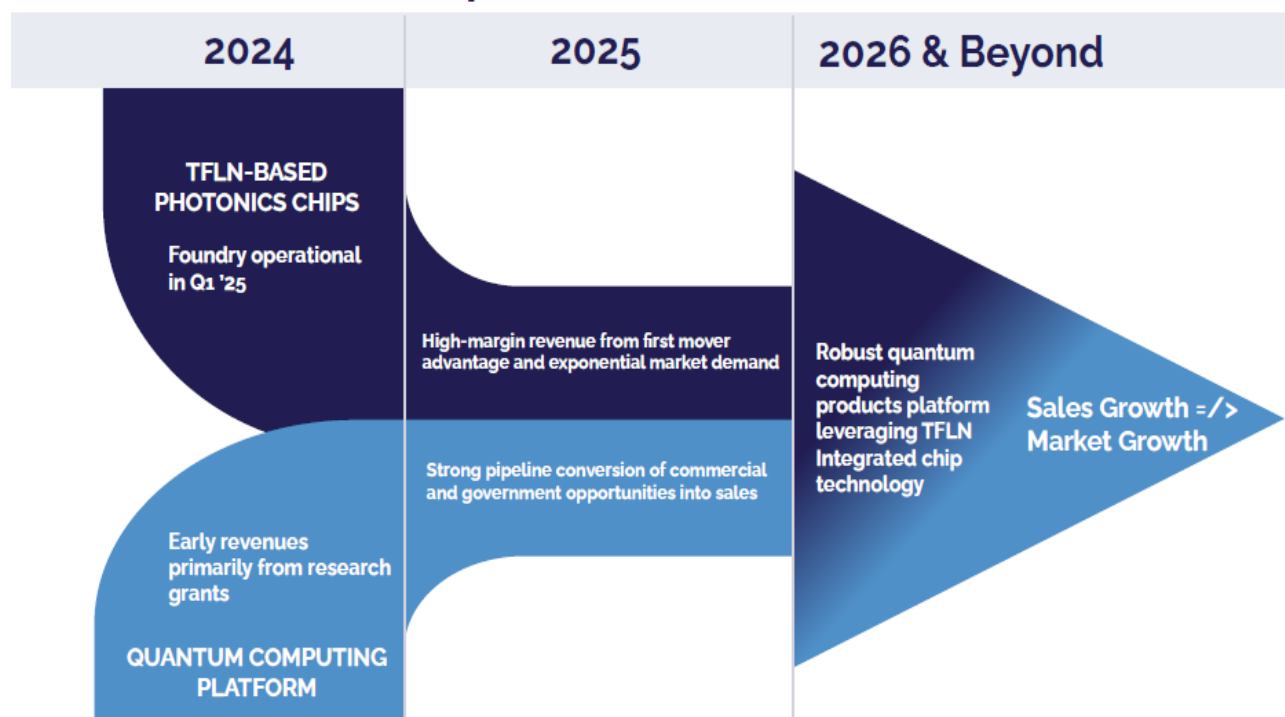 2024
2025
2026 & Beyond
TFLN-BASED
PHOTONICS CHIPS
Foundry operational
in Q1 '25
High-margin revenue from first mover
advantage and exponential market demand
Strong pipeline conversion of commercial
and government opportunities into sales
Early revenues
primarily from research
grants
QUANTUM COMPUTING
PLATFORM
Robust quantum
computing
products platform
leveraging TFLN
Integrated chip
technology
Sales Growth =/>
Market Growth